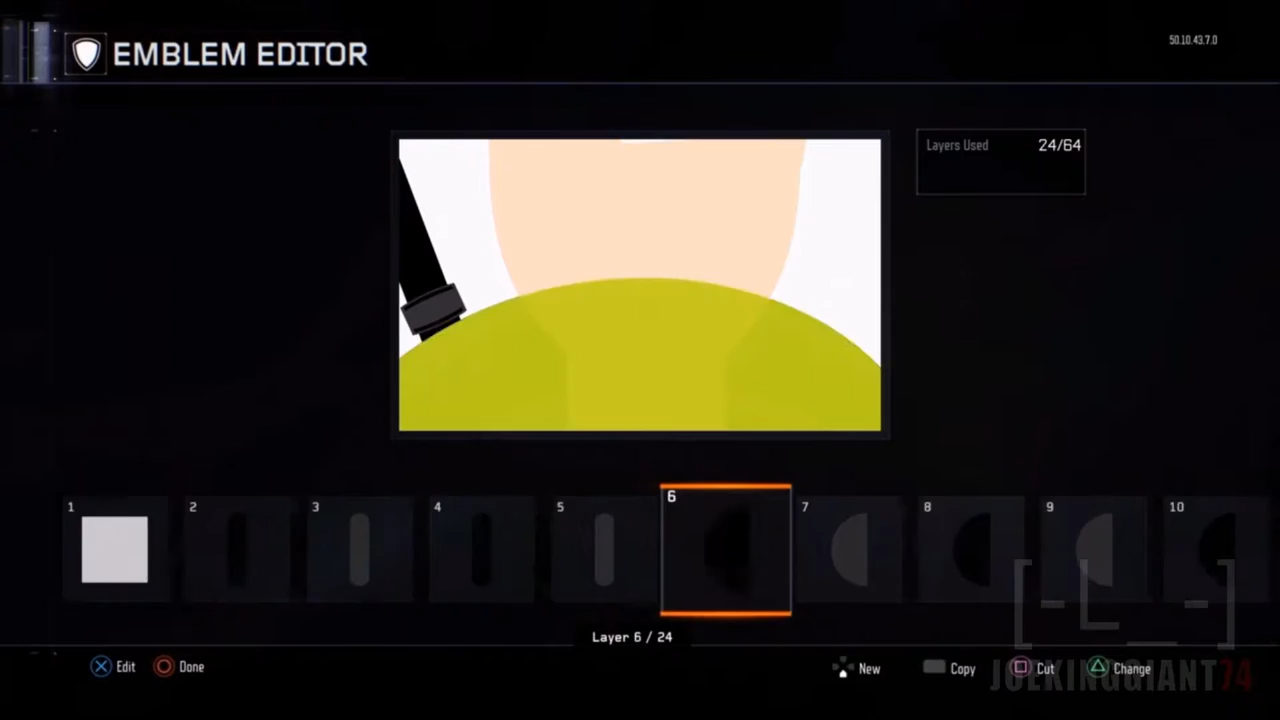 EMBLEM EDITOR
50.10.43.7.0
Layers Used 24/64
1 2 3 4 5 6 7 8 9 10
Layer 6 / 24
Edit Done New Copy Cut Change
[-L_-]
JOEKINGGIANT74